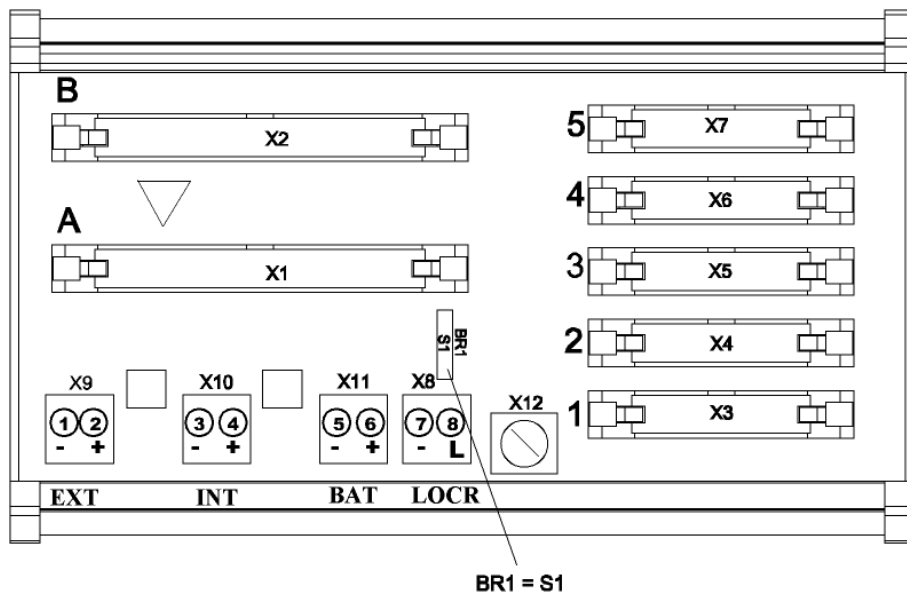 B
X2
5
X7
4
X6
A
X1
3
X5
BR1
S1
2
X4
X9
X10
X11
X8
X12
1
X3
1 2
3 4
5 6
7 8
- +
- +
- +
- L
EXT
INT
BAT
LOCR
BR1 = S1